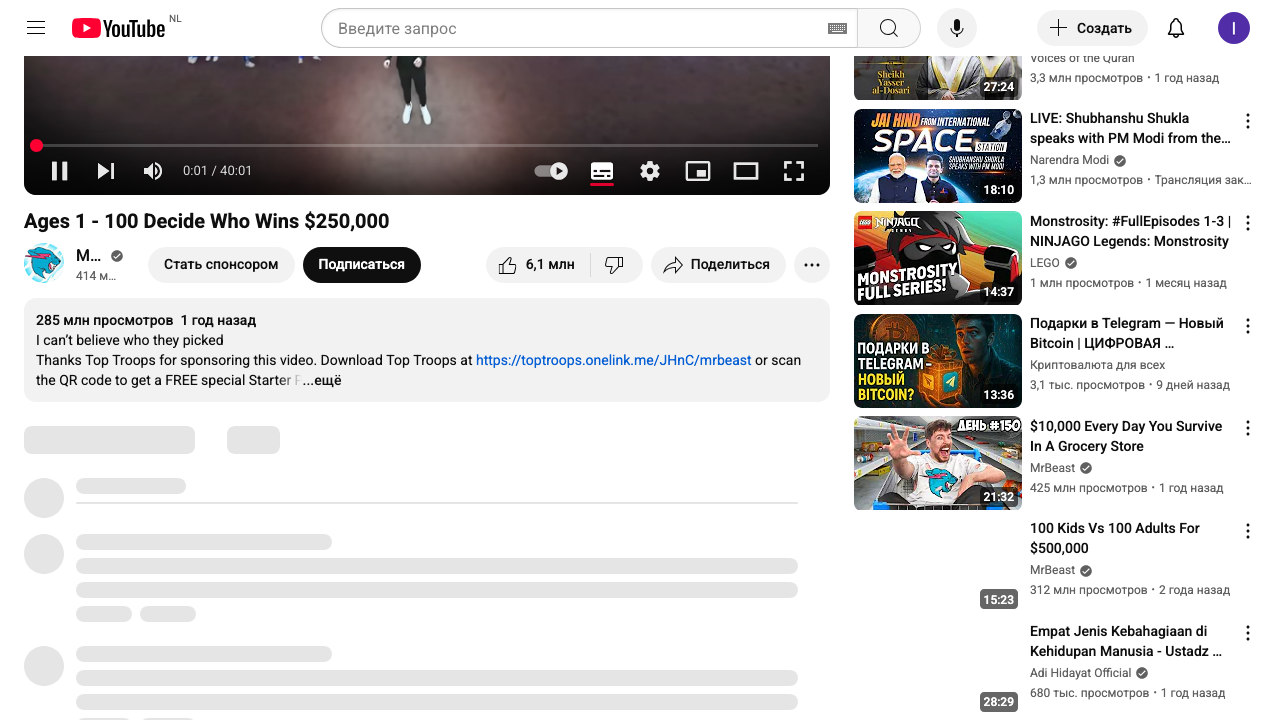 YouTube NL
Введите запрос
Создать
I
0:01 / 40:01
Ages 1 - 100 Decide Who Wins $250,000
M…
414 м…
Стать спонсором
Подписаться
6,1 млн
Поделиться
285 млн просмотров 1 год назад
I can’t believe who they picked
Thanks Top Troops for sponsoring this video. Download Top Troops at https://toptroops.onelink.me/JHnC/mrbeast or scan
the QR code to get a FREE special Starter P...ещё
Sheikh
Yasser
al-Dosari
27:24
Voices of the Quran
3,3 млн просмотров • 1 год назад
JAI HIND FROM INTERNATIONAL
SPACE
STATION
SHUBHANSHU SHUKLA
SPEAKS WITH PM MODI
18:10
LIVE: Shubhanshu Shukla
speaks with PM Modi from the…
Narendra Modi
1,3 млн просмотров • Трансляция зак…
LEGO NINJAGO
MONSTROSITY
FULL SERIES!
14:37
Monstrosity: #FullEpisodes 1-3 |
NINJAGO Legends: Monstrosity
LEGO
1 млн просмотров • 1 месяц назад
ПОДАРКИ В
TELEGRAM–
НОВЫЙ
BITCOIN?
13:36
Подарки в Telegram — Новый
Bitcoin | ЦИФРОВАЯ …
Криптовалюта для всех
3,1 тыс. просмотров • 9 дней назад
ДЕНЬ #150
21:32
$10,000 Every Day You Survive
In A Grocery Store
MrBeast
425 млн просмотров • 1 год назад
15:23
100 Kids Vs 100 Adults For
$500,000
MrBeast
312 млн просмотров • 2 года назад
28:29
Empat Jenis Kebahagiaan di
Kehidupan Manusia - Ustadz …
Adi Hidayat Official
680 тыс. просмотров • 1 год назад